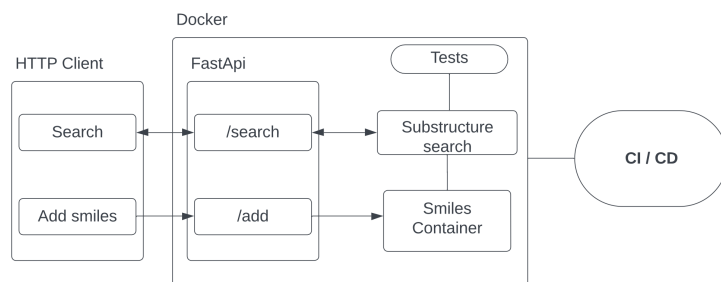 Docker
HTTP Client
FastApi
Tests
Search
/search
Substructure
search
CI / CD
Add smiles
/add
Smiles
Container